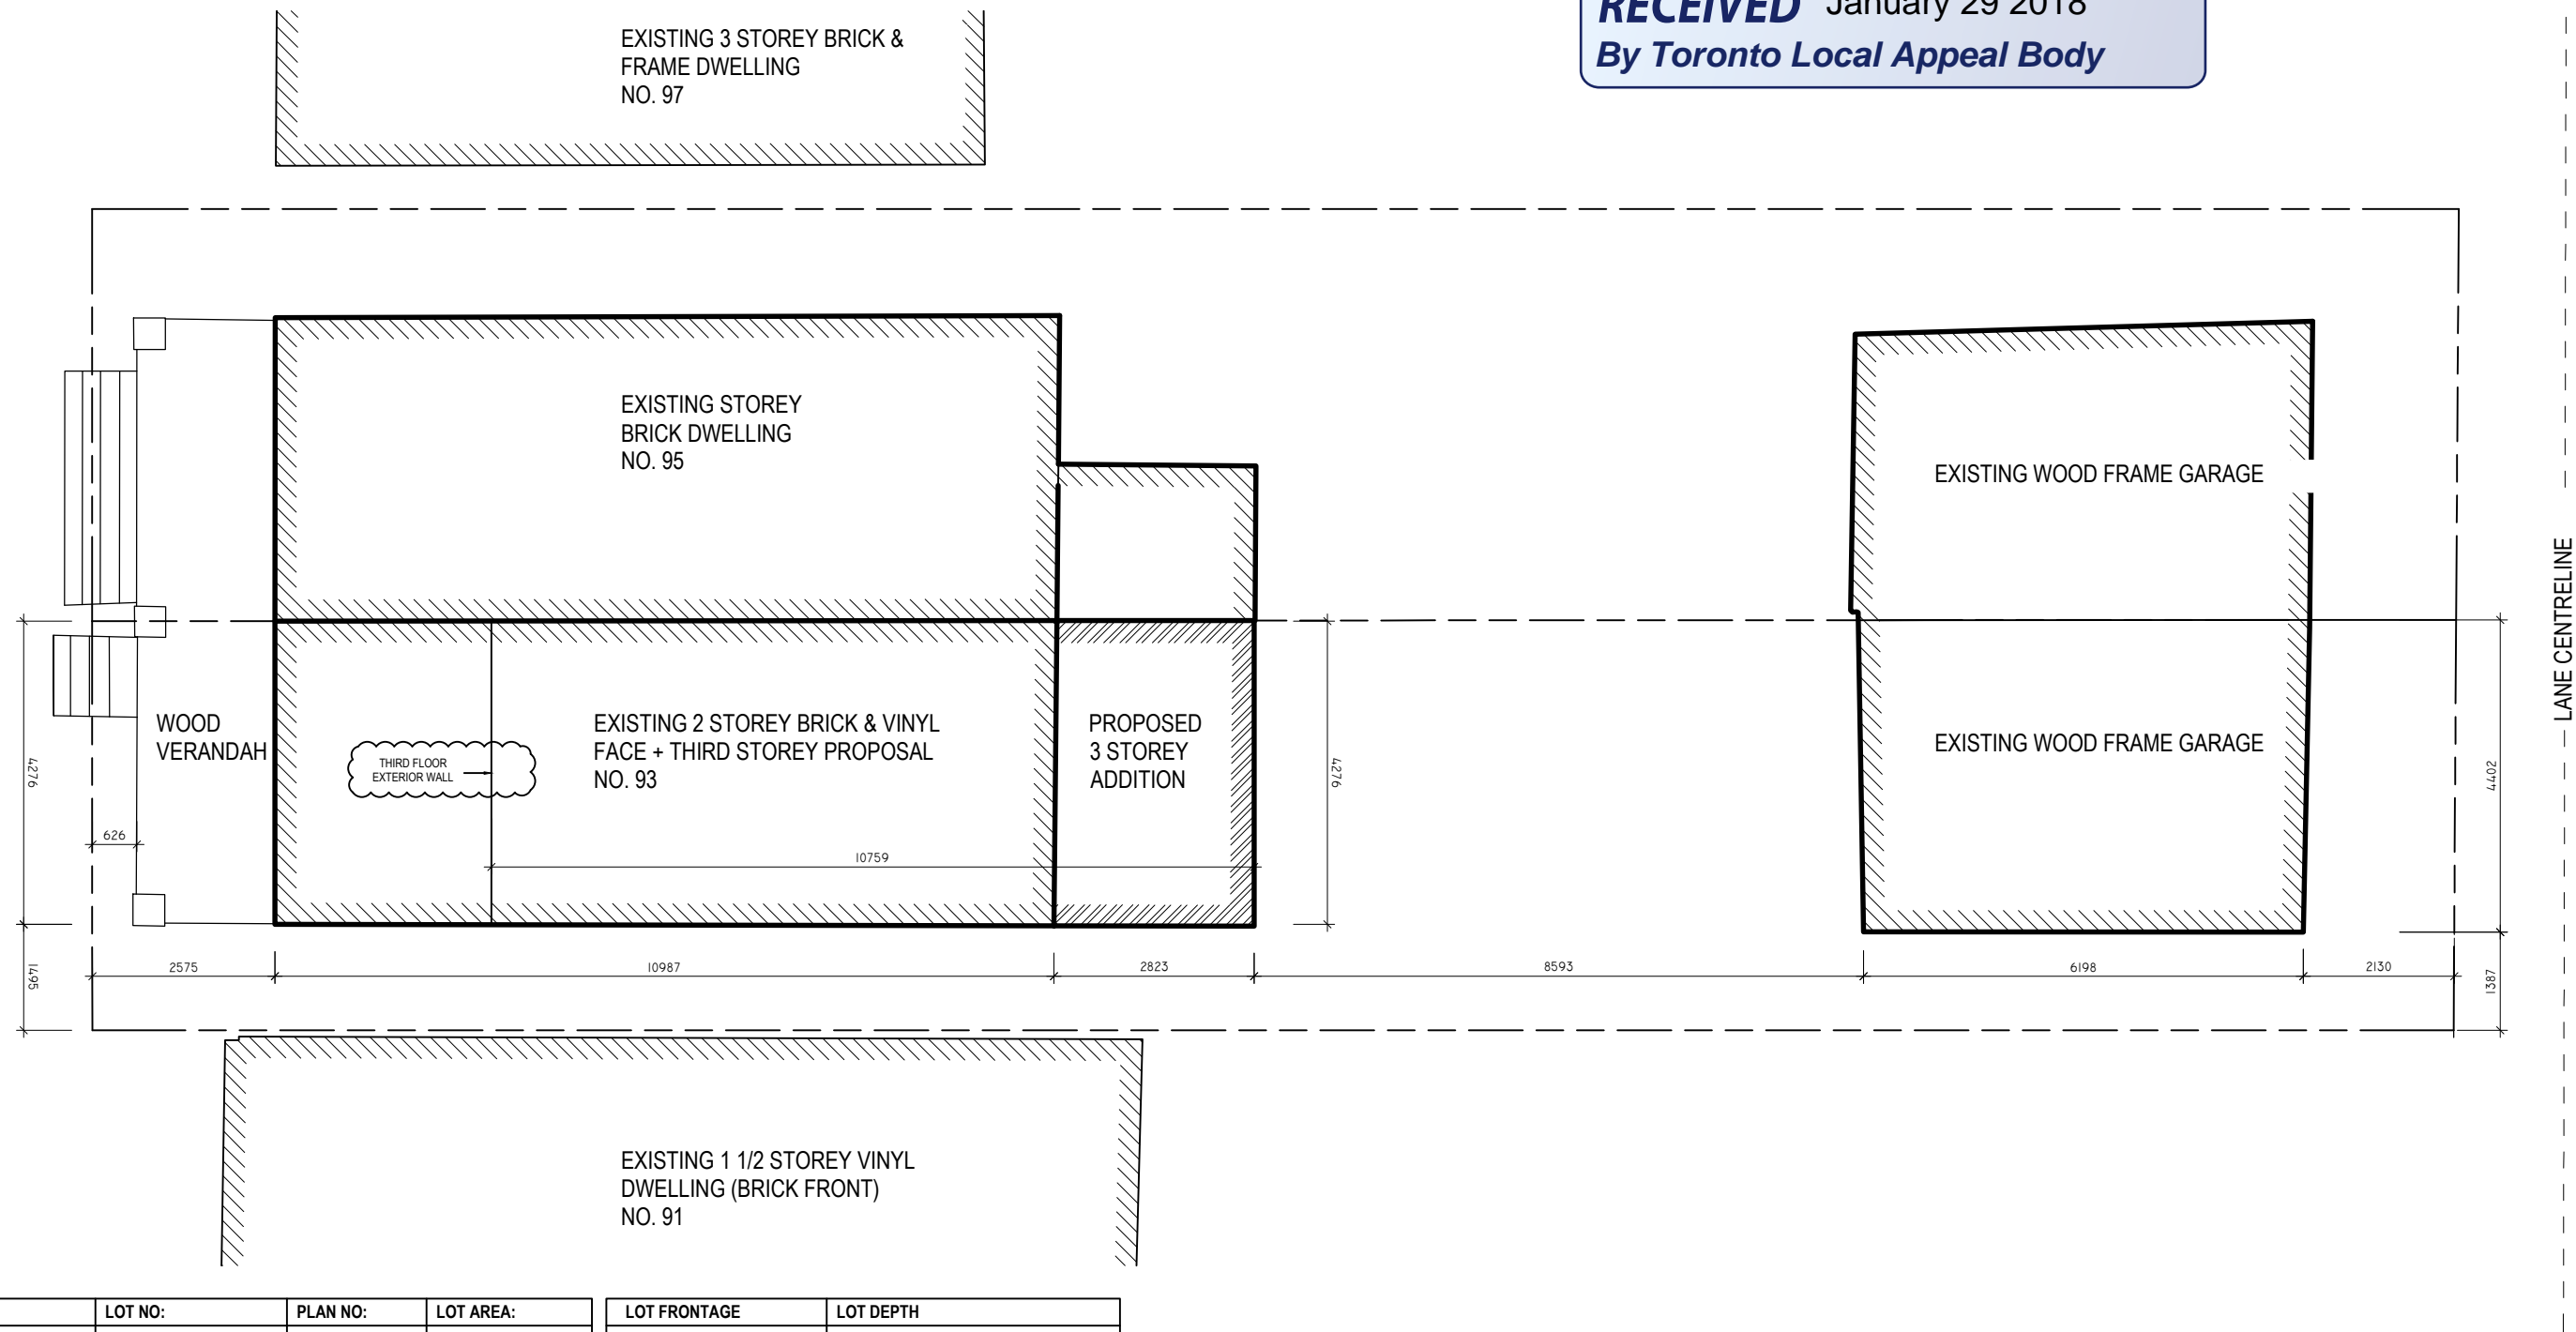 RECEIVED January 29 2018
By Toronto Local Appeal Body
EXISTING 3 STOREY BRICK &
FRAME DWELLING
NO. 97
EXISTING STOREY
BRICK DWELLING
NO. 95
EXISTING WOOD FRAME GARAGE
LANE CENTRELINE
WOOD
VERANDAH
THIRD FLOOR
EXTERIOR WALL
EXISTING 2 STOREY BRICK & VINYL
FACE + THIRD STOREY PROPOSAL
NO. 93
PROPOSED
3 STOREY
ADDITION
EXISTING WOOD FRAME GARAGE
4276
4276
4402
626
10759
1495
2575
10987
2823
8593
6198
2130
1387
EXISTING 1 1/2 STOREY VINYL
DWELLING (BRICK FRONT)
NO. 91
LOT NO:
PLAN NO:
LOT AREA:
LOT FRONTAGE
LOT DEPTH